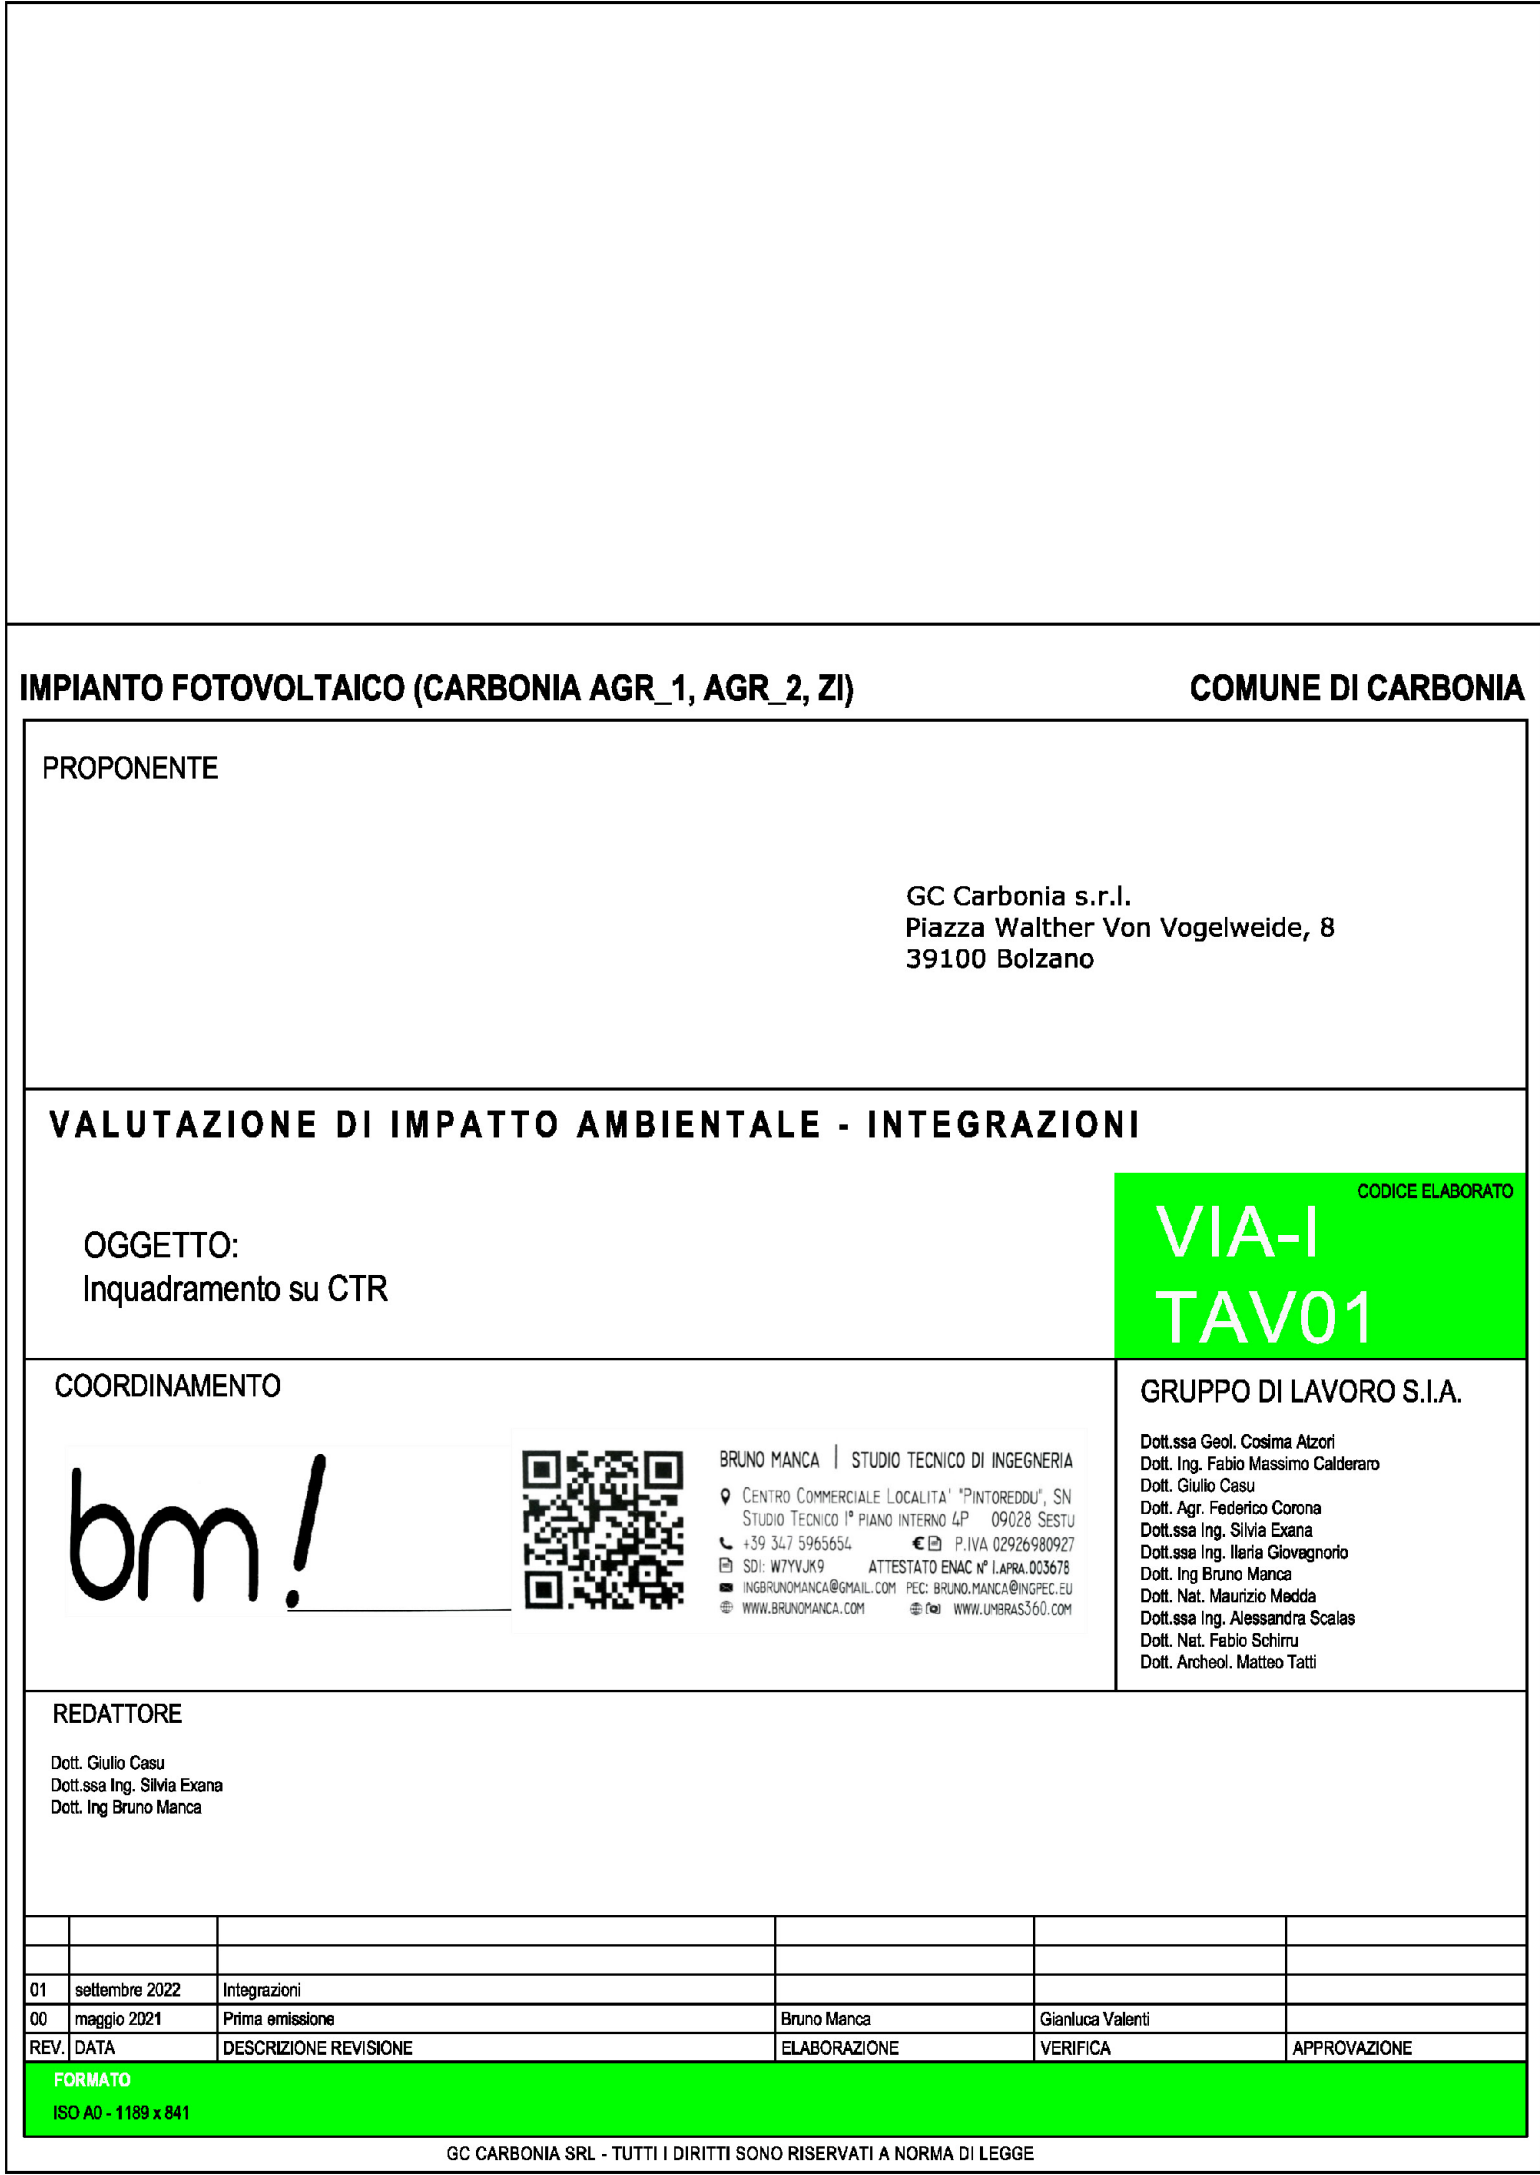 IMPIANTO FOTOVOLTAICO (CARBONIA AGR_1, AGR_2, ZI)
COMUNE DI CARBONIA
PROPONENTE
GC Carbonia s.r.l.
Piazza Walther Von Vogelweide, 8
39100 Bolzano
VALUTAZIONE DI IMPATTO AMBIENTALE - INTEGRAZIONI
OGGETTO:
Inquadramento su CTR
CODICE ELABORATO
VIA-I
TAV01
COORDINAMENTO
bm!
BRUNO MANCA | STUDIO TECNICO DI INGEGNERIA
CENTRO COMMERCIALE LOCALITA' "PINTOREDDU", SN
STUDIO TECNICO 1° PIANO INTERNO 4P 09028 SESTU
+39 347 5965654 € P.IVA 02926980927
SDI: W7YVJK9 ATTESTATO ENAC N° I.APRA.003678
INGBRUNOMANCA@GMAIL.COM PEC: BRUNO.MANCA@INGPEC.EU
WWW.BRUNOMANCA.COM WWW.UMBRAS360.COM
GRUPPO DI LAVORO S.I.A.
Dott.ssa Geol. Cosima Atzori
Dott. Ing. Fabio Massimo Calderaro
Dott. Giulio Casu
Dott. Agr. Federico Corona
Dott.ssa Ing. Silvia Exana
Dott.ssa Ing. Ilaria Giovagnorio
Dott. Ing Bruno Manca
Dott. Nat. Maurizio Medda
Dott.ssa Ing. Alessandra Scalas
Dott. Nat. Fabio Schirru
Dott. Archeol. Matteo Tatti
REDATTORE
Dott. Giulio Casu
Dott.ssa Ing. Silvia Exana
Dott. Ing Bruno Manca
01 settembre 2022 Integrazioni
00 maggio 2021 Prima emissione Bruno Manca Gianluca Valenti
REV. DATA DESCRIZIONE REVISIONE ELABORAZIONE VERIFICA APPROVAZIONE
FORMATO
ISO A0 - 1189 x 841
GC CARBONIA SRL - TUTTI I DIRITTI SONO RISERVATI A NORMA DI LEGGE